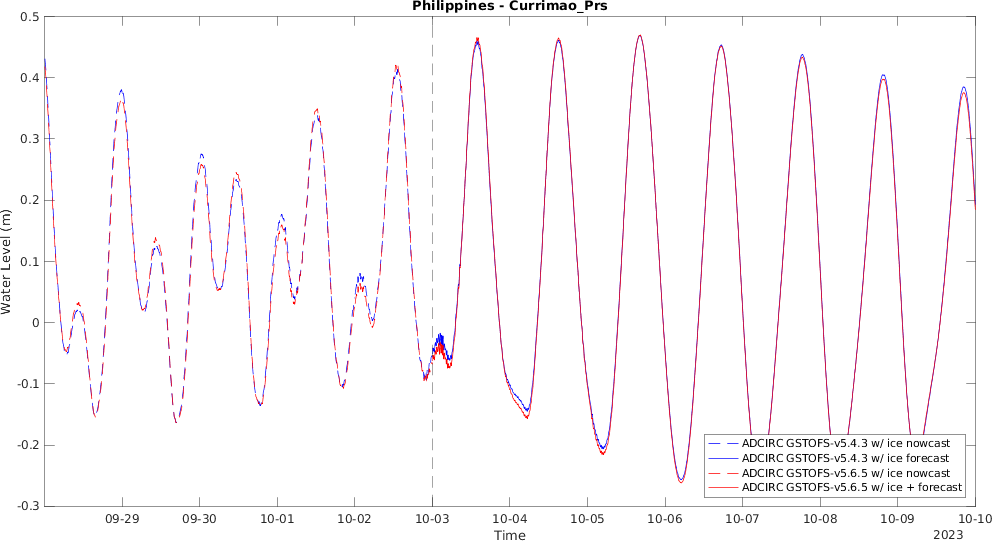 Philippines - Currimao_Prs
Water Level (m)
0.5
0.4
0.3
0.2
0.1
0
-0.1
-0.2
-0.3
ADCIRC GSTOFS-v5.4.3 w/ ice nowcast
ADCIRC GSTOFS-v5.4.3 w/ ice forecast
ADCIRC GSTOFS-v5.6.5 w/ ice nowcast
ADCIRC GSTOFS-v5.6.5 w/ ice + forecast
09-29 09-30 10-01 10-02 10-03 10-04 10-05 10-06 10-07 10-08 10-09 10-10
Time
2023